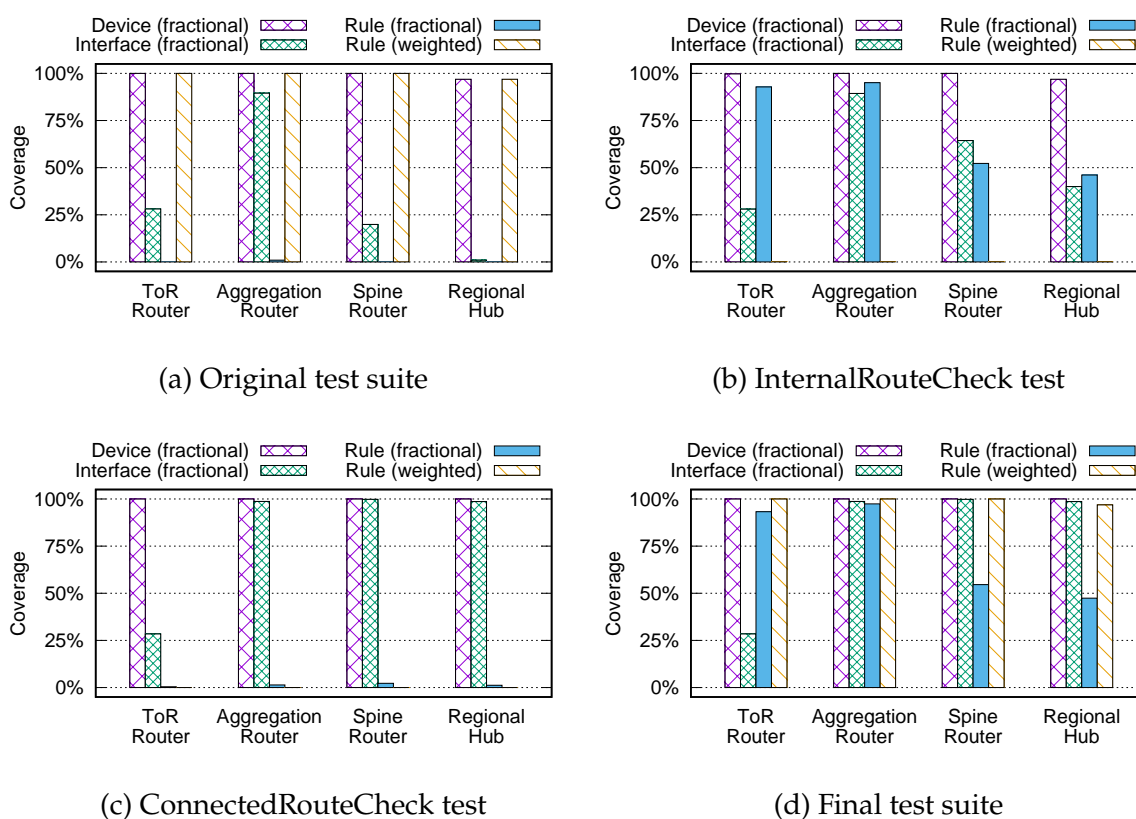 Device (fractional) Rule (fractional)
Interface (fractional) Rule (weighted)
100%
75%
50%
25%
0%
Coverage
ToR Aggregation Spine Regional
Router Router Router Hub
(a) Original test suite
Device (fractional) Rule (fractional)
Interface (fractional) Rule (weighted)
100%
75%
50%
25%
0%
Coverage
ToR Aggregation Spine Regional
Router Router Router Hub
(b) InternalRouteCheck test
Device (fractional) Rule (fractional)
Interface (fractional) Rule (weighted)
100%
75%
50%
25%
0%
Coverage
ToR Aggregation Spine Regional
Router Router Router Hub
(c) ConnectedRouteCheck test
Device (fractional) Rule (fractional)
Interface (fractional) Rule (weighted)
100%
75%
50%
25%
0%
Coverage
ToR Aggregation Spine Regional
Router Router Router Hub
(d) Final test suite